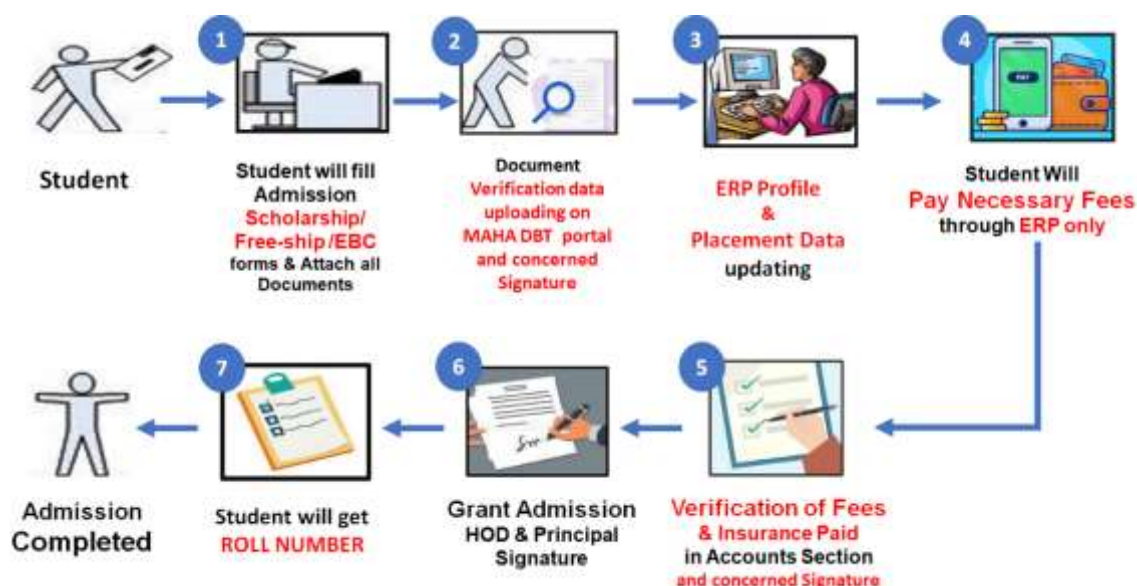 Student
1
Student will fill
Admission
Scholarship/
Free-ship /EBC
forms & Attach all
Documents
2
Document
Verification data
uploading on
MAHA DBT portal
and concerned
Signature
3
ERP Profile
&
Placement Data
updating
4
PAY
Student Will
Pay Necessary Fees
through ERP only
5
Verification of Fees
& Insurance Paid
in Accounts Section
and concerned Signature
6
Grant Admission
HOD & Principal
Signature
7
Student will get
ROLL NUMBER
Admission
Completed